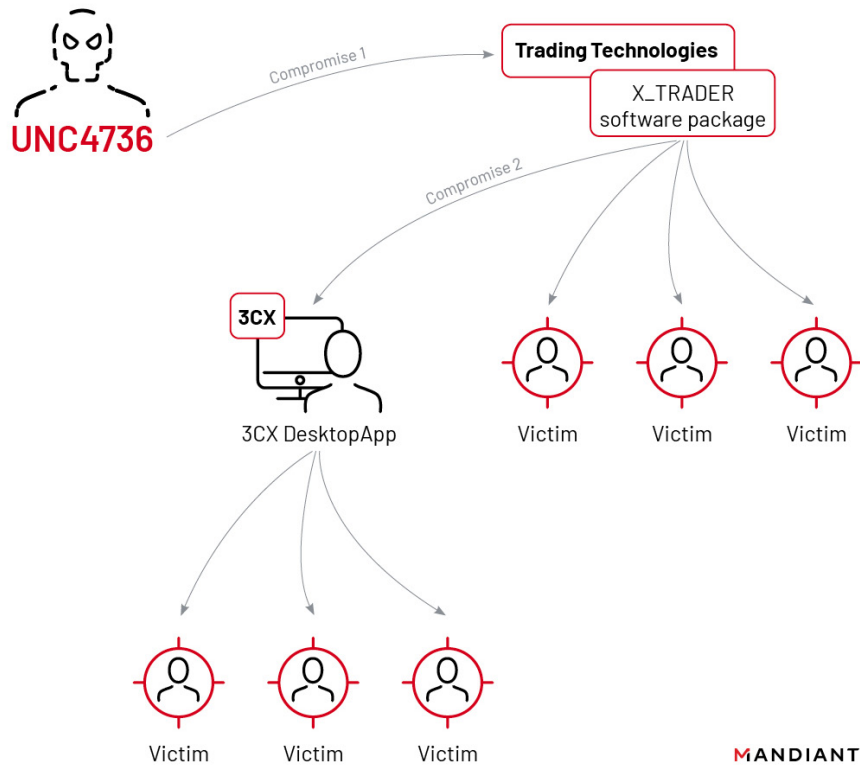 Compromise 1
Trading Technologies
X_TRADER
software package
UNC4736
Compromise 2
3CX
3CX DesktopApp
Victim
Victim
Victim
Victim
Victim
Victim
MANDIANT